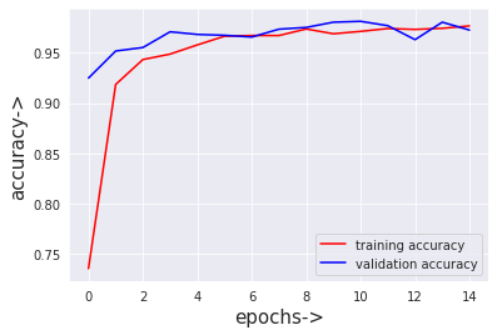 accuracy->
0.95
0.90
0.85
0.80
0.75
0 2 4 6 8 10 12 14
epochs->
training accuracy
validation accuracy